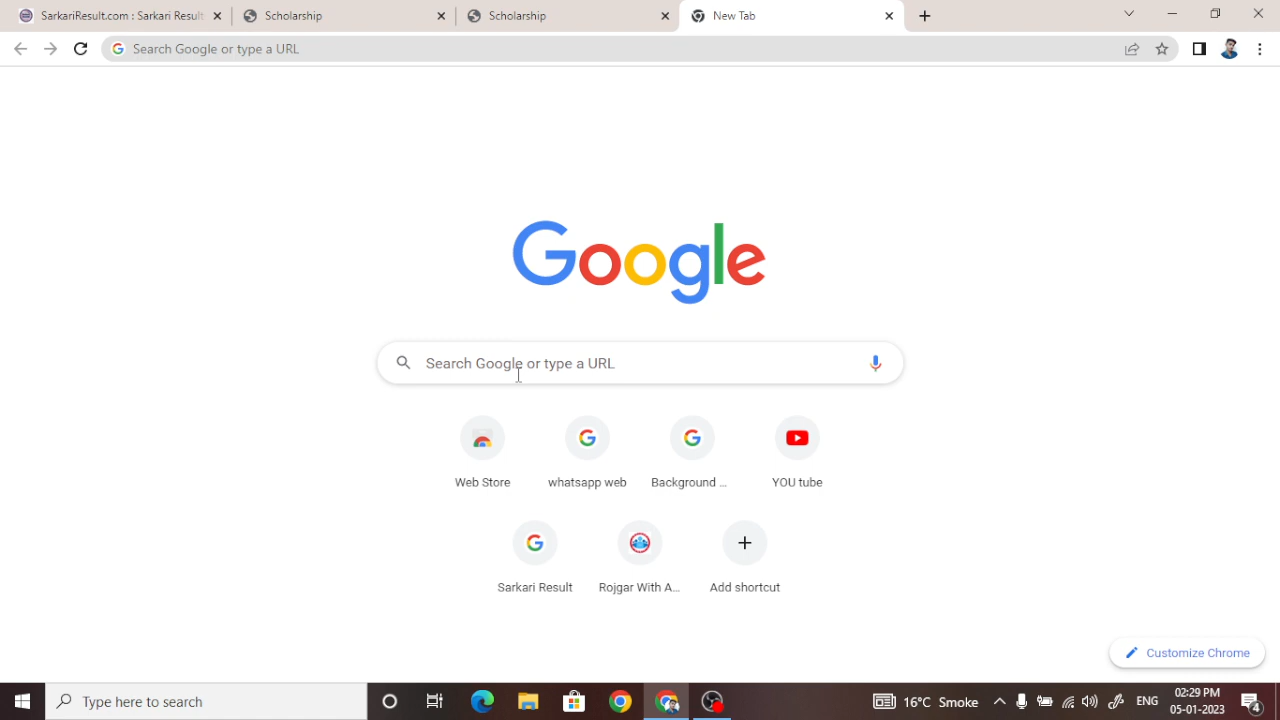 SarkariResult.com : Sarkari Result
Scholarship
Scholarship
New Tab
Search Google or type a URL
Google
Search Google or type a URL
Web Store
whatsapp web
Background ...
YOU tube
Sarkari Result
Rojgar With A...
Add shortcut
Customize Chrome
Type here to search
16°C Smoke
ENG
02:29 PM
05-01-2023
4